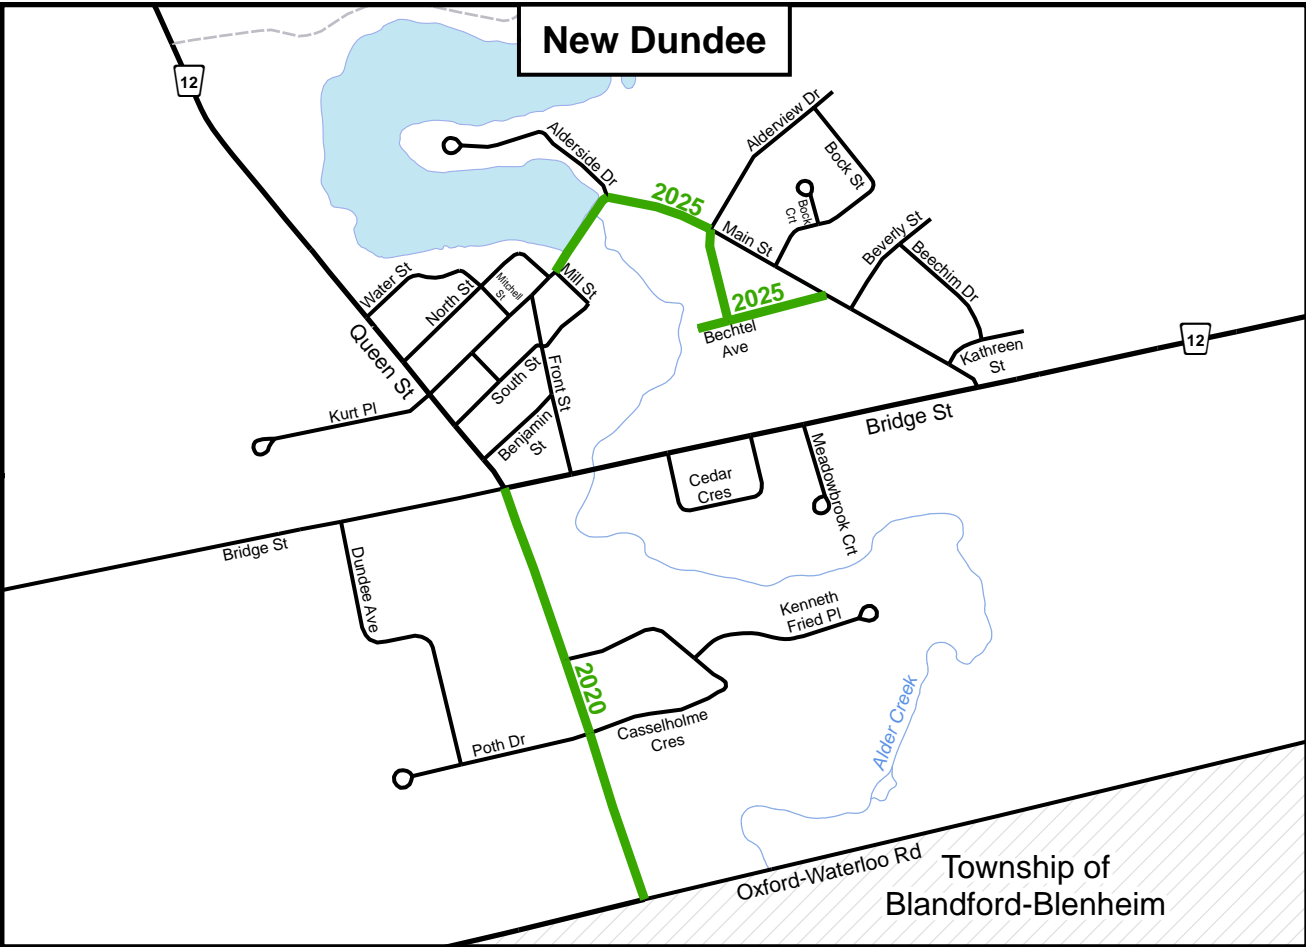 New Dundee
12
Alderside Dr
Alderview Dr
Bock St
Bock
Crt
2025
Main St
Beverly St
Beechim Dr
Water St
North St
Mitchell
St
Mill St
2025
Bechtel
Ave
Queen St
Kathreen
St
12
South St
Front St
Kurt Pl
Benjamin
St
Bridge St
Meadowbrook Crt
Cedar
Cres
Bridge St
Dundee Ave
Kenneth
Fried Pl
2020
Casselholme
Cres
Poth Dr
Alder Creek
Oxford-Waterloo Rd
Township of
Blandford-Blenheim